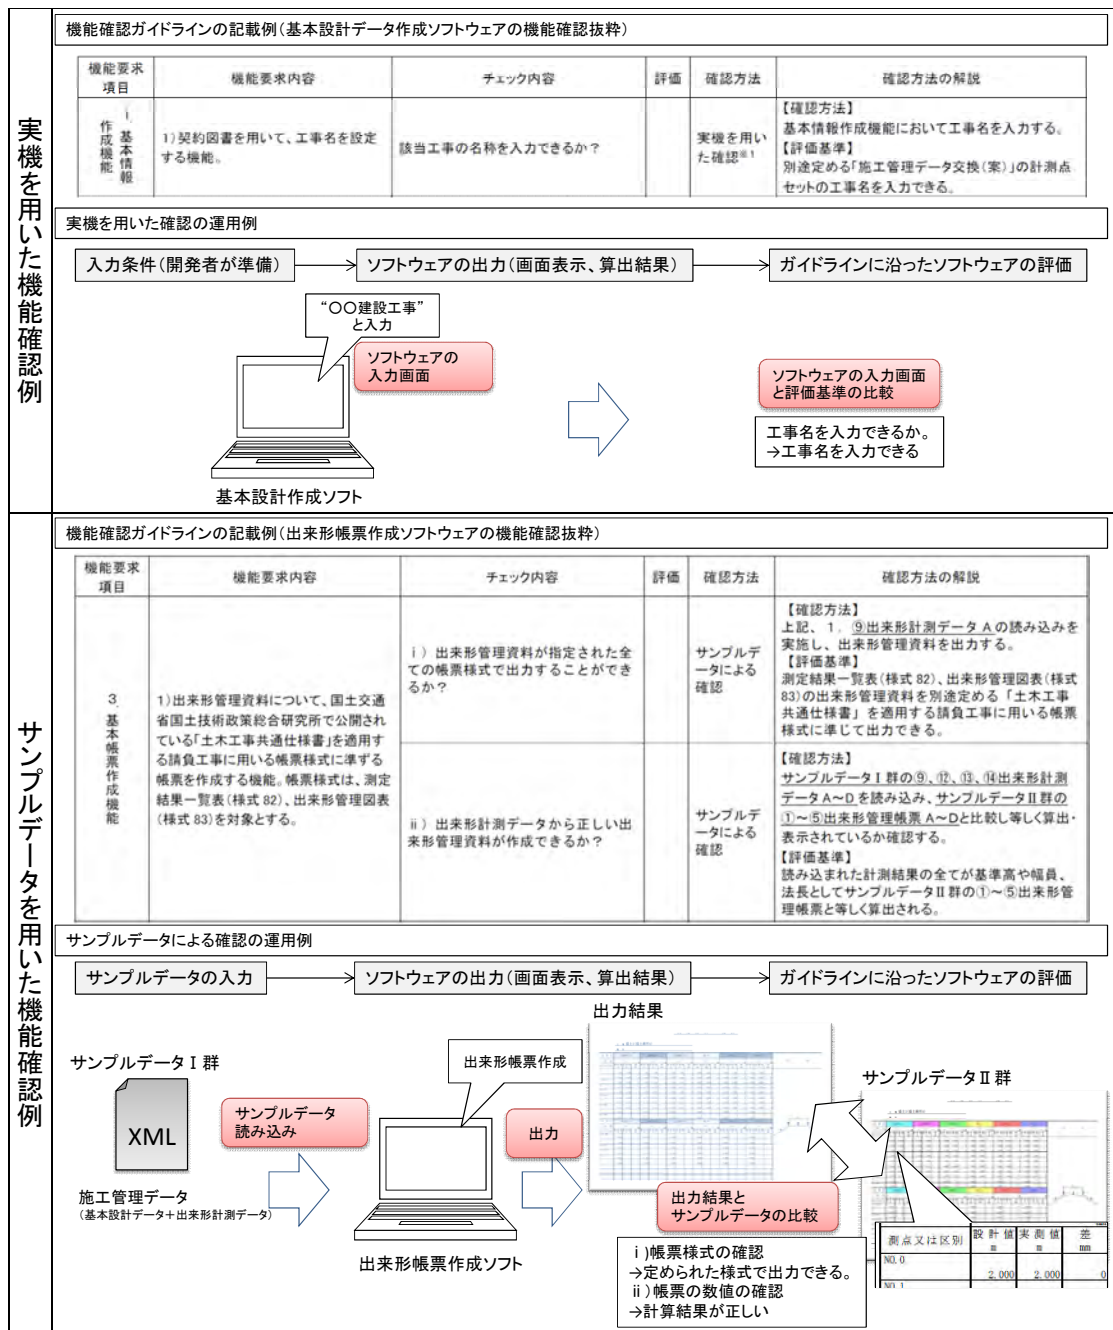 実機を用いた機能確認例
機能確認ガイドラインの記載例（基本設計データ作成ソフトウェアの機能確認抜粋）
機能要求
項目
機能要求内容
チェック内容
評価
確認方法
確認方法の解説
1．基本情報
作成機能
1）契約図書を用いて、工事名を設定
する機能。
該当工事の名称を入力できるか？
実機を用い
た確認※1
【確認方法】
基本情報作成機能において工事名を入力する。
【評価基準】
別途定める「施工管理データ交換（案）」の計測点
セットの工事名を入力できる。
実機を用いた確認の運用例
入力条件（開発者が準備）
ソフトウェアの出力（画面表示、算出結果）
ガイドラインに沿ったソフトウェアの評価
“〇〇建設工事”
と入力
ソフトウェアの
入力画面
基本設計作成ソフト
ソフトウェアの入力画面
と評価基準の比較
工事名を入力できるか。
→工事名を入力できる
サンプルデータを用いた機能確認例
機能確認ガイドラインの記載例（出来形帳票作成ソフトウェアの機能確認抜粋）
機能要求
項目
機能要求内容
チェック内容
評価
確認方法
確認方法の解説
3．基本帳票作成機能
1）出来形管理資料について、国土交通
省国土技術政策総合研究所で公開され
ている「土木工事共通仕様書」を適用す
る請負工事に用いる帳票様式に準ずる
帳票を作成する機能。帳票様式は、測定
結果一覧表（様式82）、出来形管理図表
（様式83）を対象とする。
ⅰ）出来形管理資料が指定された全
ての帳票様式で出力することができ
るか？
サンプルデ
ータによる
確認
【確認方法】
上記、1．⑨出来形計測データAの読み込みを
実施し、出来形管理資料を出力する。
【評価基準】
測定結果一覧表（様式82）、出来形管理図表（様式
83）の出来形管理資料を別途定める「土木工事
共通仕様書」を適用する請負工事に用いる帳票
様式に準じて出力できる。
ⅱ）出来形計測データから正しい出
来形管理資料が作成できるか？
サンプルデ
ータによる
確認
【確認方法】
サンプルデータⅠ群の⑨、⑫、⑬、⑭出来形計測
データA～Dを読み込み、サンプルデータⅡ群の
①～⑤出来形管理帳票A～Dと比較し等しく算出・
表示されているか確認する。
【評価基準】
読み込まれた計測結果の全てが基準高や幅員、
法長としてサンプルデータⅡ群の①～⑤出来形管
理帳票と等しく算出される。
サンプルデータによる確認の運用例
サンプルデータの入力
ソフトウェアの出力（画面表示、算出結果）
ガイドラインに沿ったソフトウェアの評価
出力結果
サンプルデータⅠ群
XML
施工管理データ
（基本設計データ＋出来形計測データ）
サンプルデータ
読み込み
出来形帳票作成
出来形帳票作成ソフト
出力
サンプルデータⅡ群
出力結果と
サンプルデータの比較
ⅰ）帳票様式の確認
→定められた様式で出力できる。
ⅱ）帳票の数値の確認
→計算結果が正しい
測点又は区別
設計値
m
実測値
m
差
mm
NO.0
2.000
2.000
0
NO.1